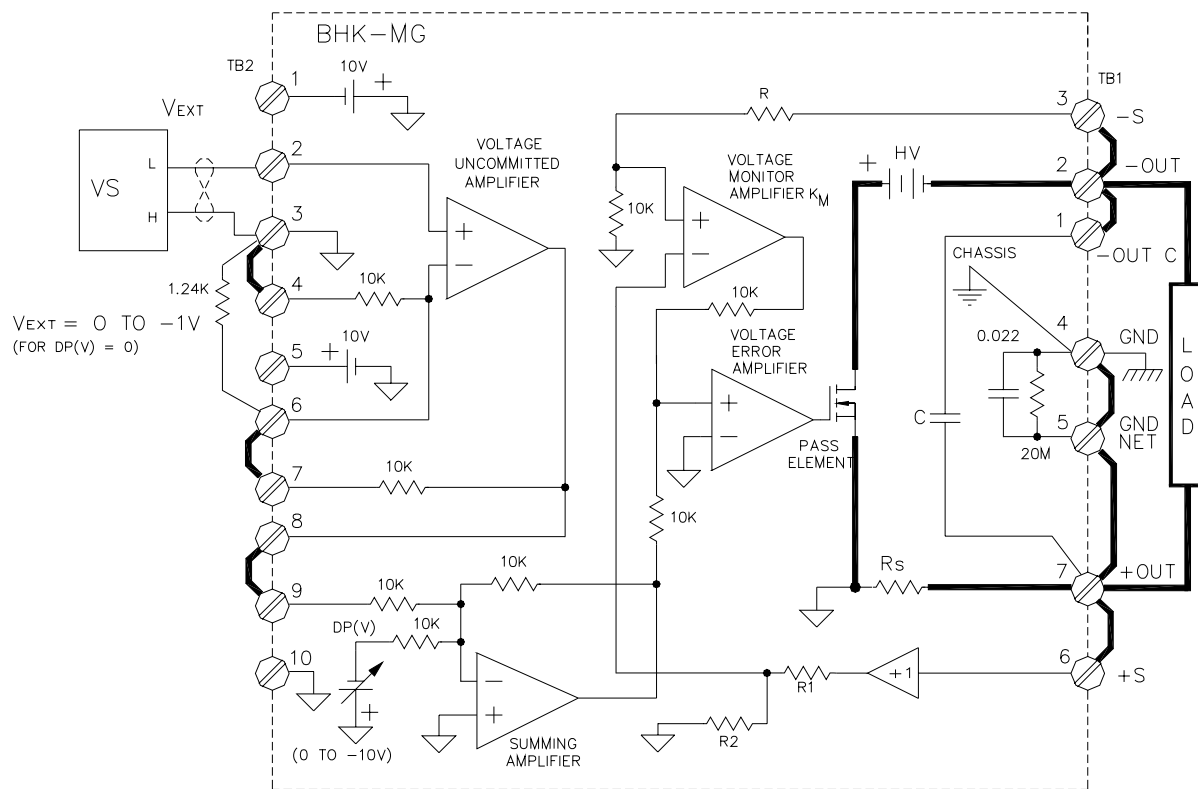 BHK-MG
TB2
1
10V
+
VEXT
VS
L
H
2
3
4
1.24K
10K
VEXT = 0 TO -1V
(FOR DP(V) = 0)
VOLTAGE
UNCOMMITTED
AMPLIFIER
+
-
5
+
10V
6
7
10K
8
9
10K
10K
DP(V)
10K
10
+
(0 TO -10V)
-
+
SUMMING
AMPLIFIER
R
10K
VOLTAGE
MONITOR
AMPLIFIER KM
+
-
10K
VOLTAGE
ERROR
AMPLIFIER
+
-
10K
PASS
ELEMENT
+
HV
C
CHASSIS
0.022
20M
Rs
+1
R1
R2
TB1
3
-S
2
-OUT
1
-OUT C
4
GND
5
GND
NET
7
+OUT
6
+S
LOAD